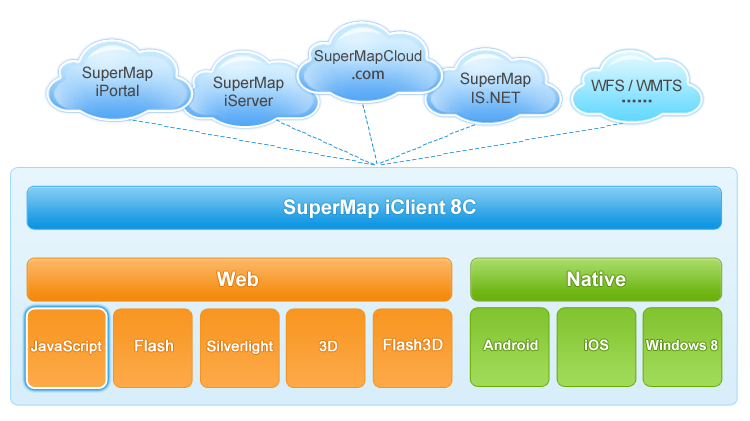 SuperMap
iPortal
SuperMap
iServer
SuperMapCloud
.com
SuperMap
IS.NET
WFS / WMTS
······
SuperMap iClient 8C
Web
Native
JavaScript
Flash
Silverlight
3D
Flash3D
Android
iOS
Windows 8